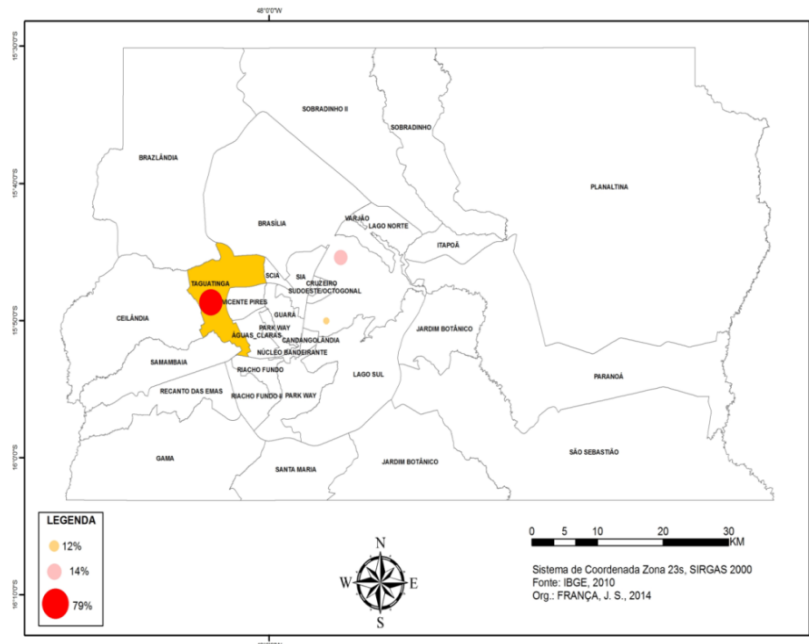 48°0'0"W
15°30'0"S
SOBRADINHO II
SOBRADINHO
BRAZLÂNDIA
15°40'0"S
PLANALTINA
VARJÃO
BRASÍLIA
LAGO NORTE
ITAPOÃ
SCIA
SIA
TAGUATINGA
CRUZEIRO
SUDOESTE/OCTOGONAL
VICENTE PIRES
GUARÁ
CEILÂNDIA
15°50'0"S
PARK WAY
JARDIM BOTÂNICO
ÁGUAS_CLARAS
CANDANGOLÂNDIA
NÚCLEO BANDEIRANTE
SAMAMBAIA
RIACHO FUNDO
LAGO SUL
PARANOÁ
RECANTO DAS EMAS
RIACHO FUNDO II
PARK WAY
SÃO SEBASTIÃO
GAMA
16°0'0"S
JARDIM BOTÂNICO
SANTA MARIA
LEGENDA
12%
14%
79%
N
W
E
S
0 5 10 20 30
KM
Sistema de Coordenada Zona 23s, SIRGAS 2000
Fonte: IBGE, 2010
Org.: FRANÇA, J. S., 2014
16°10'0"S